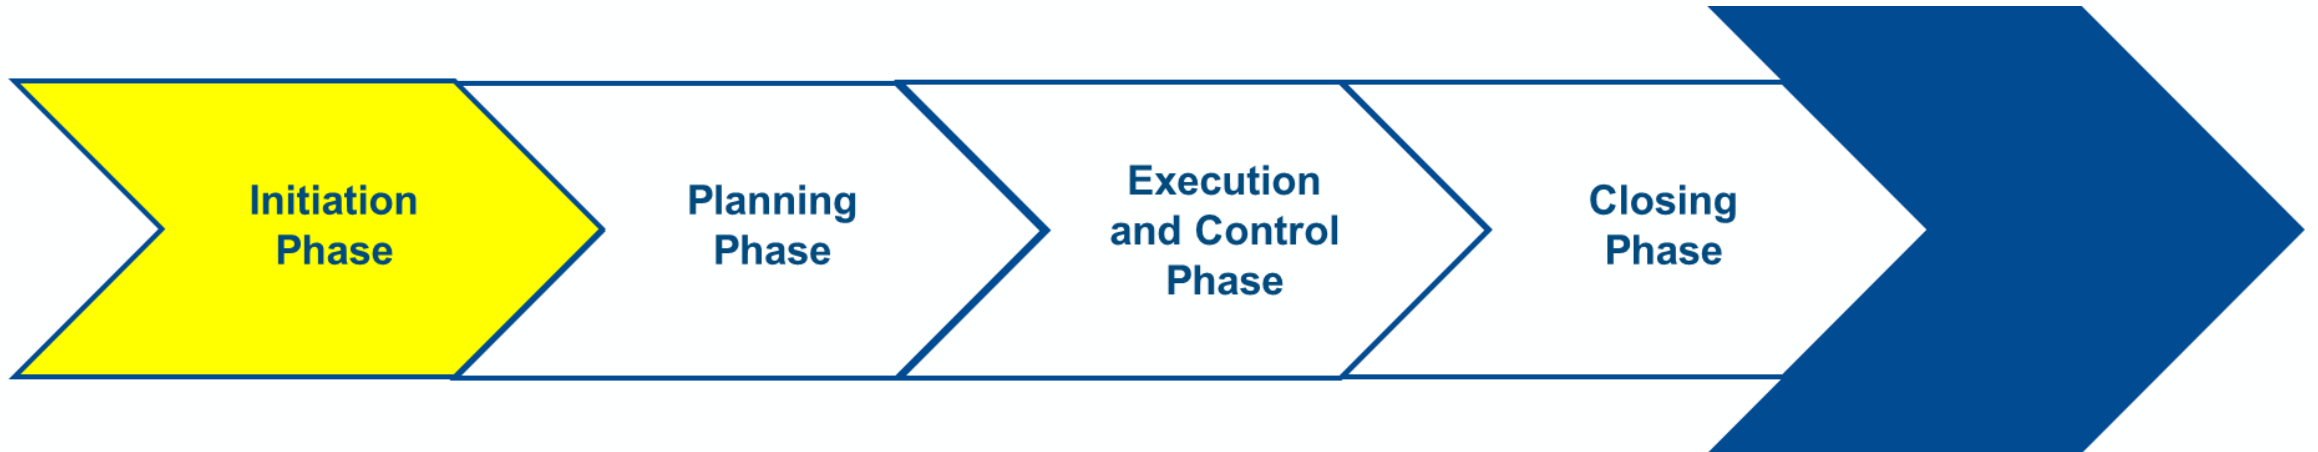 Initiation
Phase
Planning
Phase
Execution
and Control
Phase
Closing
Phase